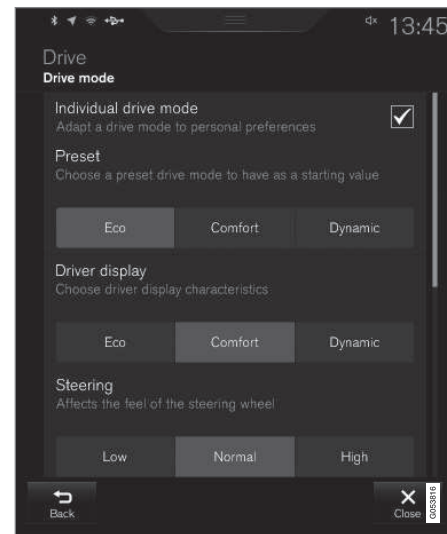 13:45
Drive
Drive mode
Individual drive mode
Adapt a drive mode to personal preferences
Preset
Choose a preset drive mode to have as a starting value
Eco Comfort Dynamic
Driver display
Choose driver display characteristics
Eco Comfort Dynamic
Steering
Affects the feel of the steering wheel
Low Normal High
Back Close
G053816